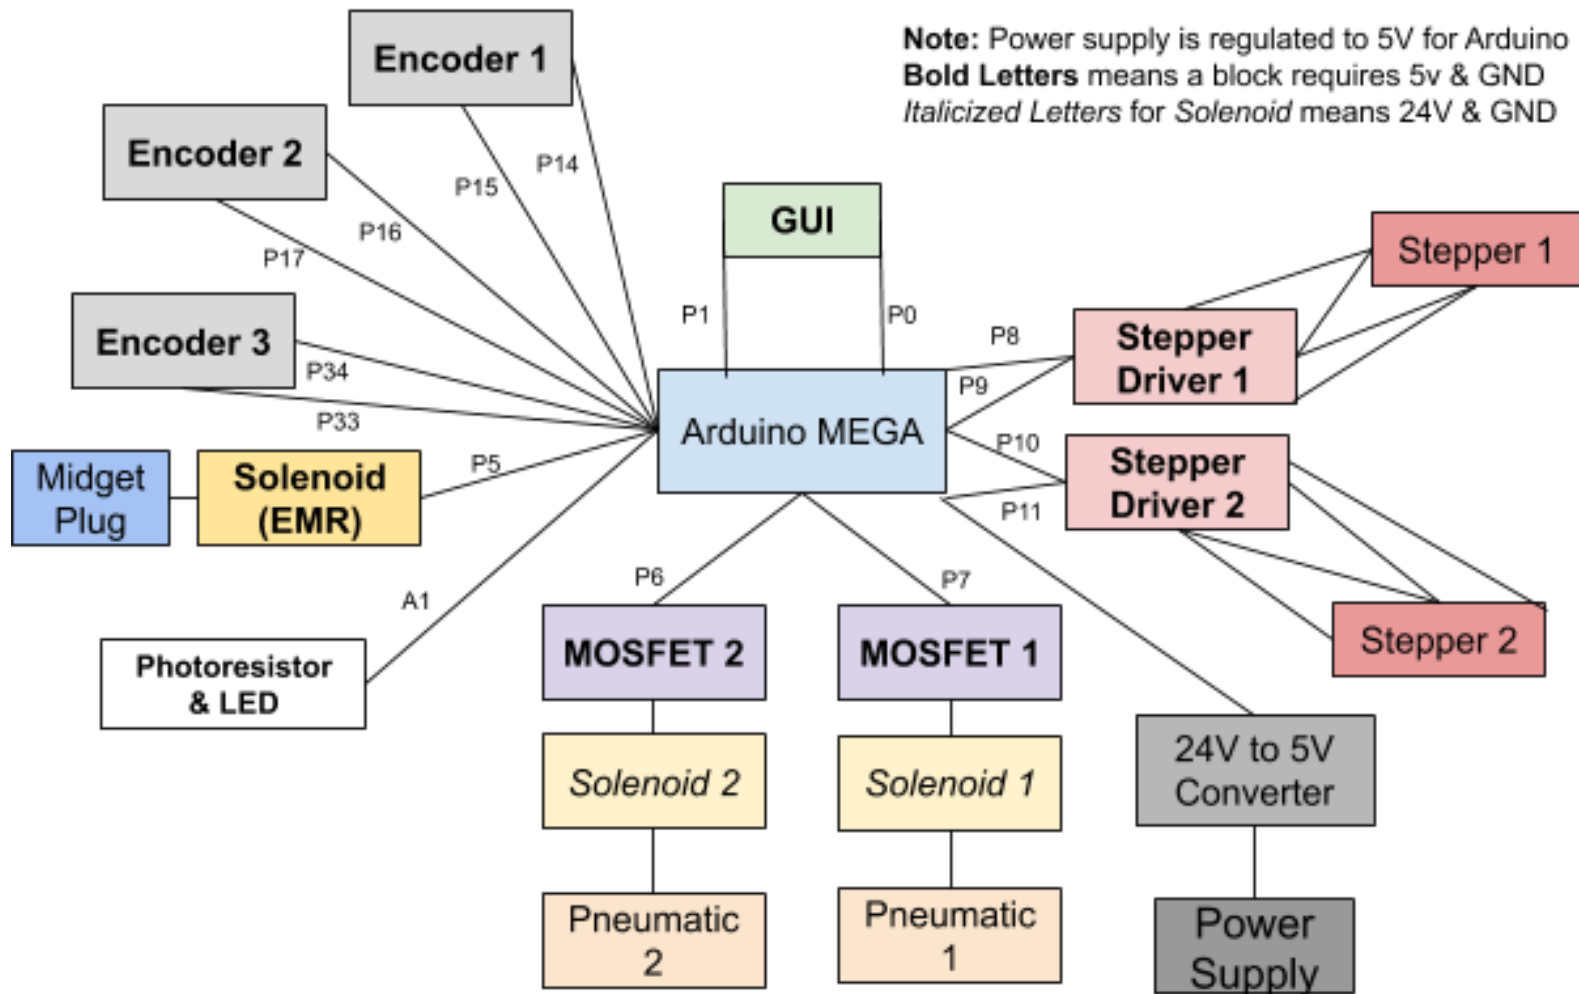 Note: Power supply is regulated to 5V for Arduino
Bold Letters means a block requires 5v & GND
Italicized Letters for Solenoid means 24V & GND
Encoder 1
Encoder 2
Encoder 3
P14
P15
P16
P17
P34
P33
GUI
P1
P0
Arduino MEGA
P8
P9
P10
P11
Stepper
Driver 1
Stepper 1
Stepper
Driver 2
Stepper 2
Midget
Plug
Solenoid
(EMR)
P5
A1
Photoresistor
& LED
P6
P7
MOSFET 2
MOSFET 1
Solenoid 2
Solenoid 1
Pneumatic
2
Pneumatic
1
24V to 5V
Converter
Power
Supply